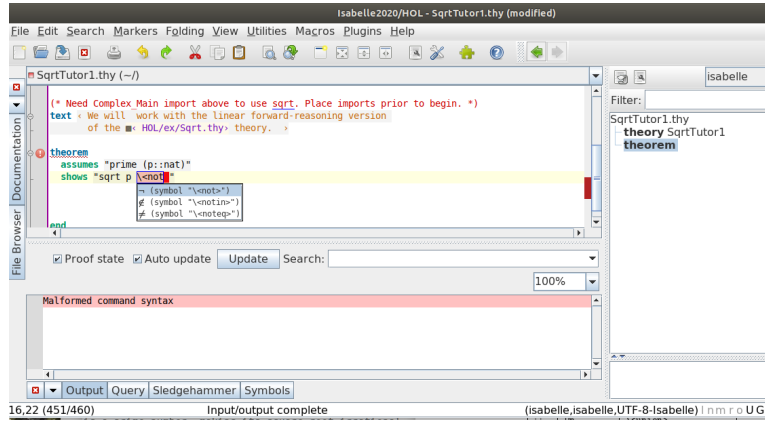 Isabelle2020/HOL - SqrtTutor1.thy (modified)
File Edit Search Markers Folding View Utilities Macros Plugins Help
SqrtTutor1.thy (~/)
isabelle
Filter:
(* Need Complex_Main import above to use sqrt. Place imports prior to begin. *)
text ‹ We will  work with the linear forward-reasoning version
of the ■‹ HOL/ex/Sqrt.thy› theory.  ›
theorem
assumes "prime (p::nat)"
shows "sqrt p \<not "
¬ (symbol "\<not>")
∉ (symbol "\<notin>")
≠ (symbol "\<noteq>")
end
SqrtTutor1.thy
theory SqrtTutor1
theorem
Documentation
File Browser
Proof state Auto update Update Search:
100%
Malformed command syntax
Output Query Sledgehammer Symbols
16,22 (451/460) Input/output complete (isabelle,isabelle,UTF-8-Isabelle) l n m r o U G